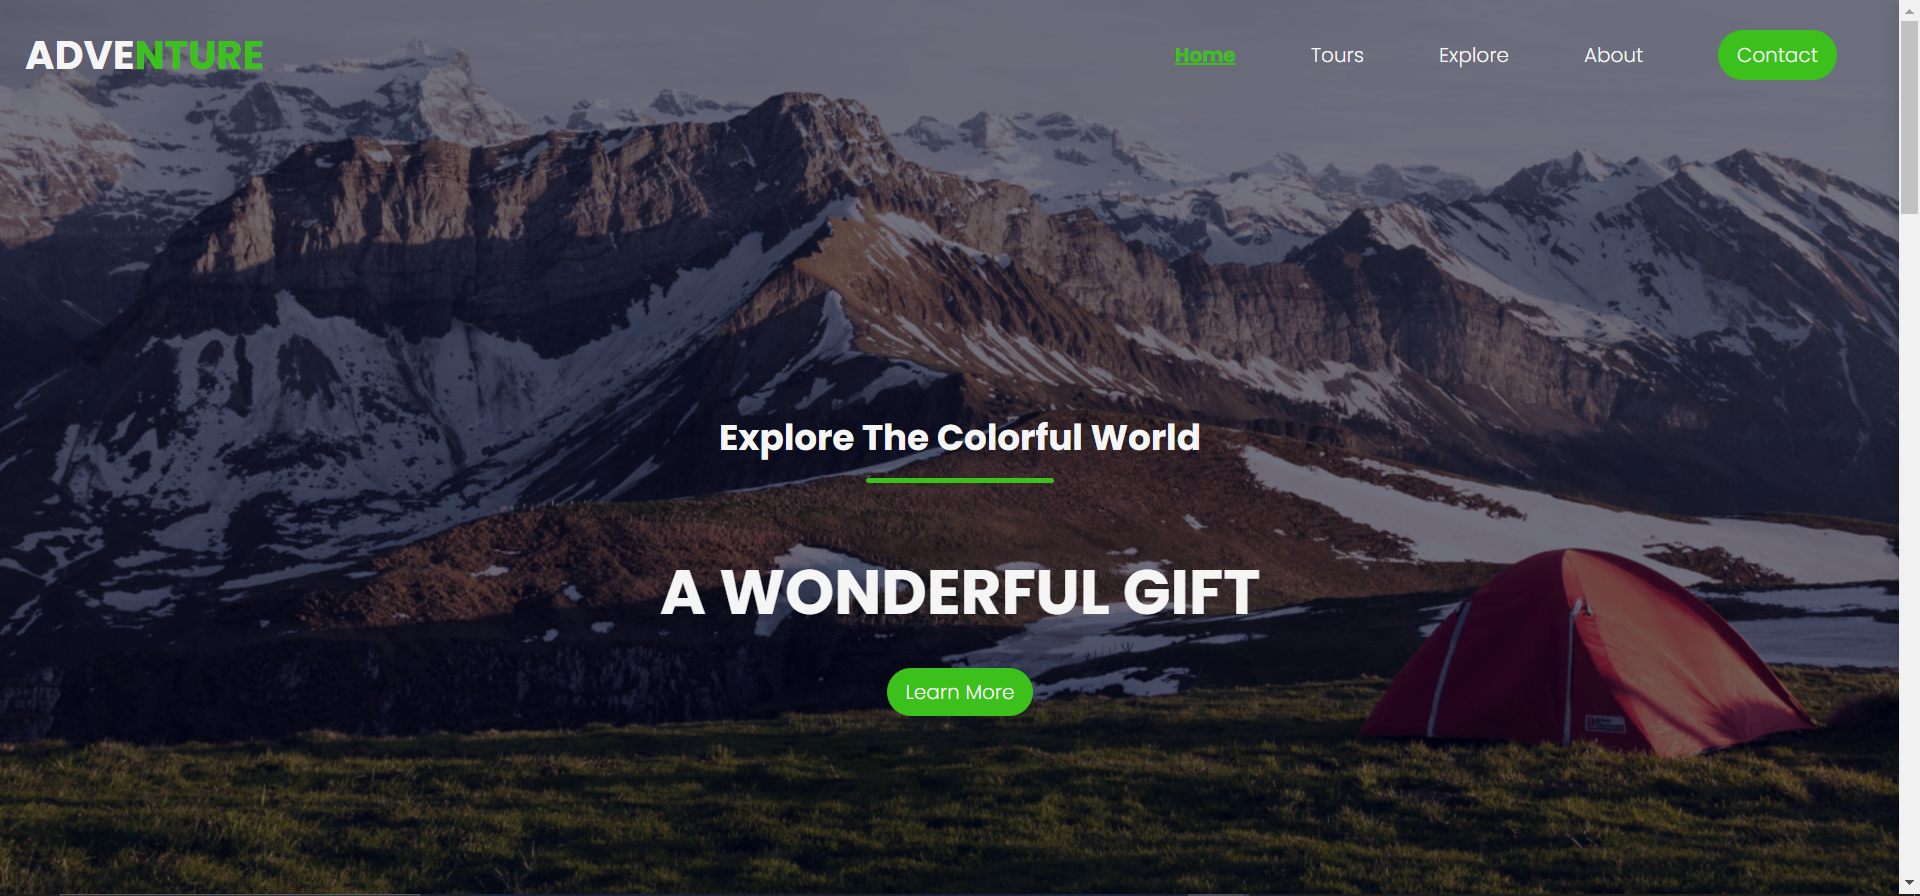 ADVENTURE
Home Tours Explore About Contact
Explore The Colorful World
A WONDERFUL GIFT
Learn More